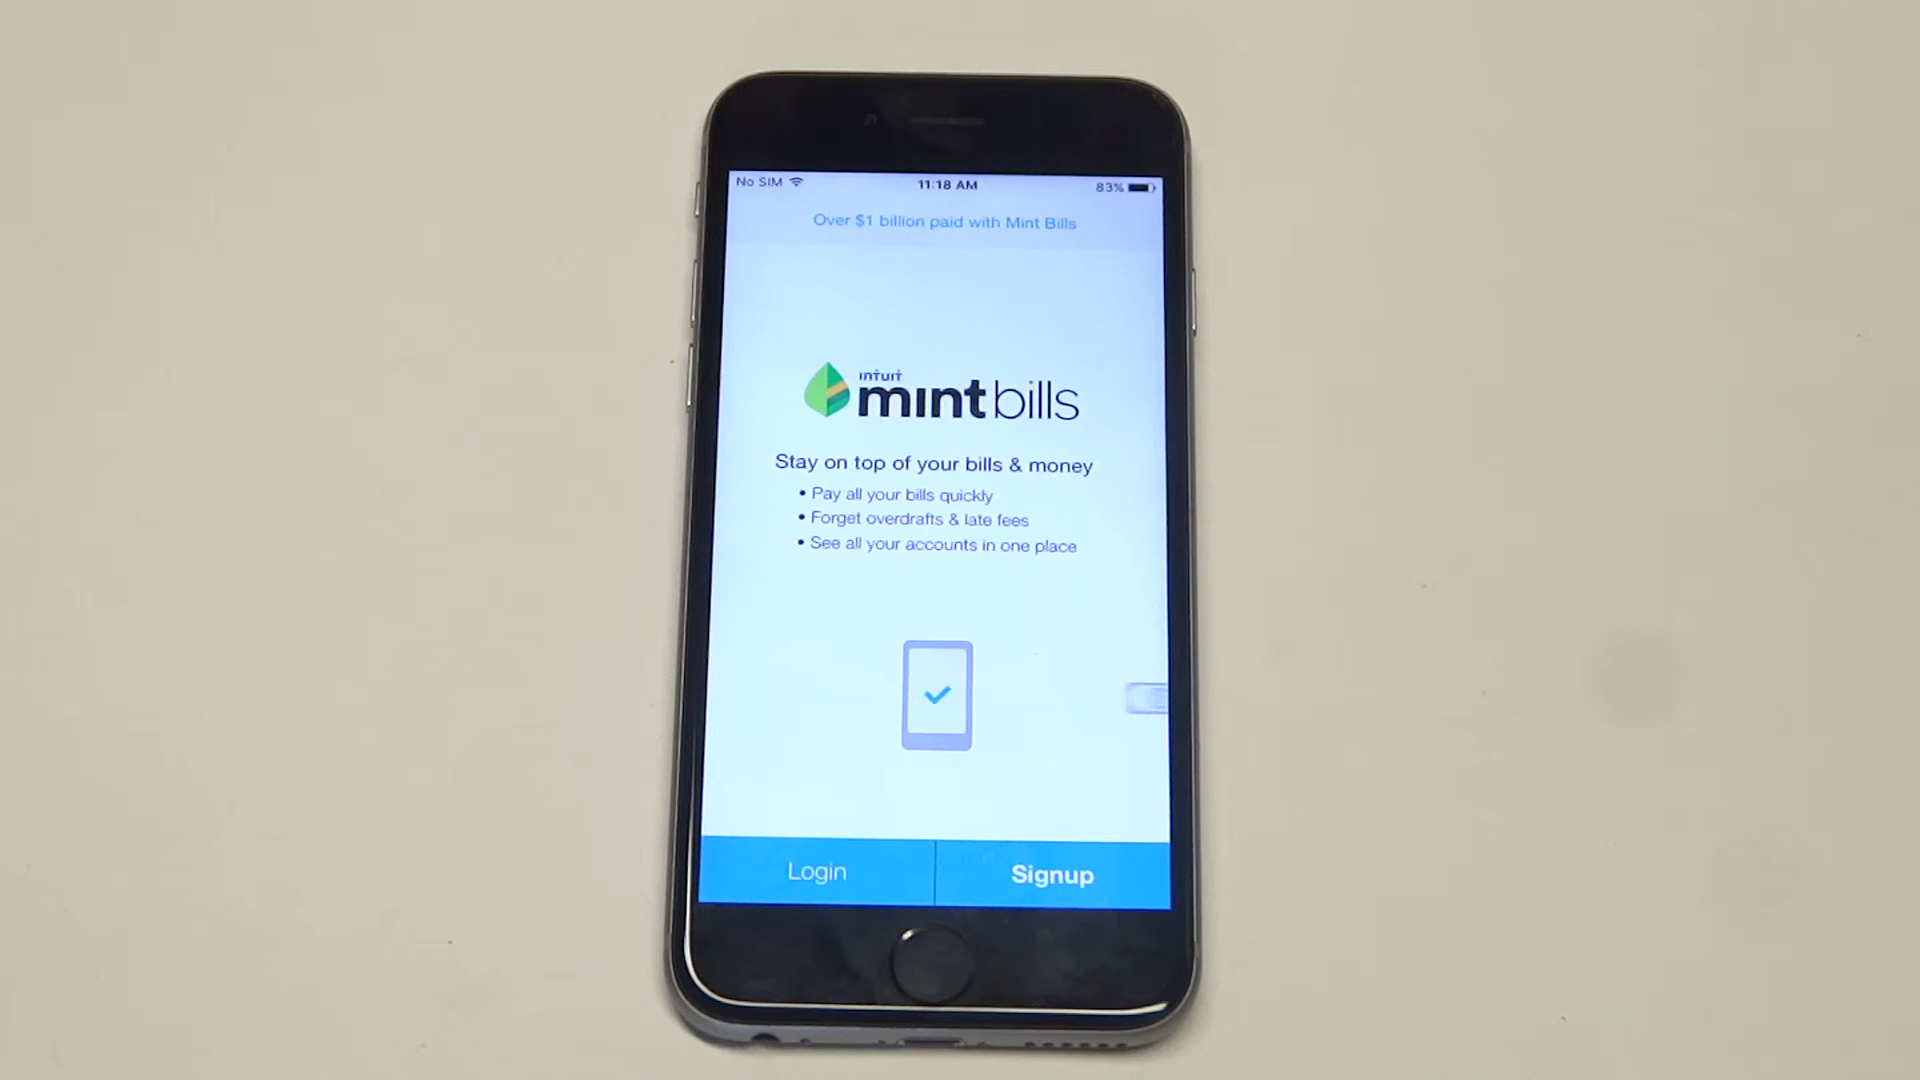 No SIM 11:18 AM 83%
Over $1 billion paid with Mint Bills
intuit
mint bills
Stay on top of your bills & money
• Pay all your bills quickly
• Forget overdrafts & late fees
• See all your accounts in one place
Login Signup